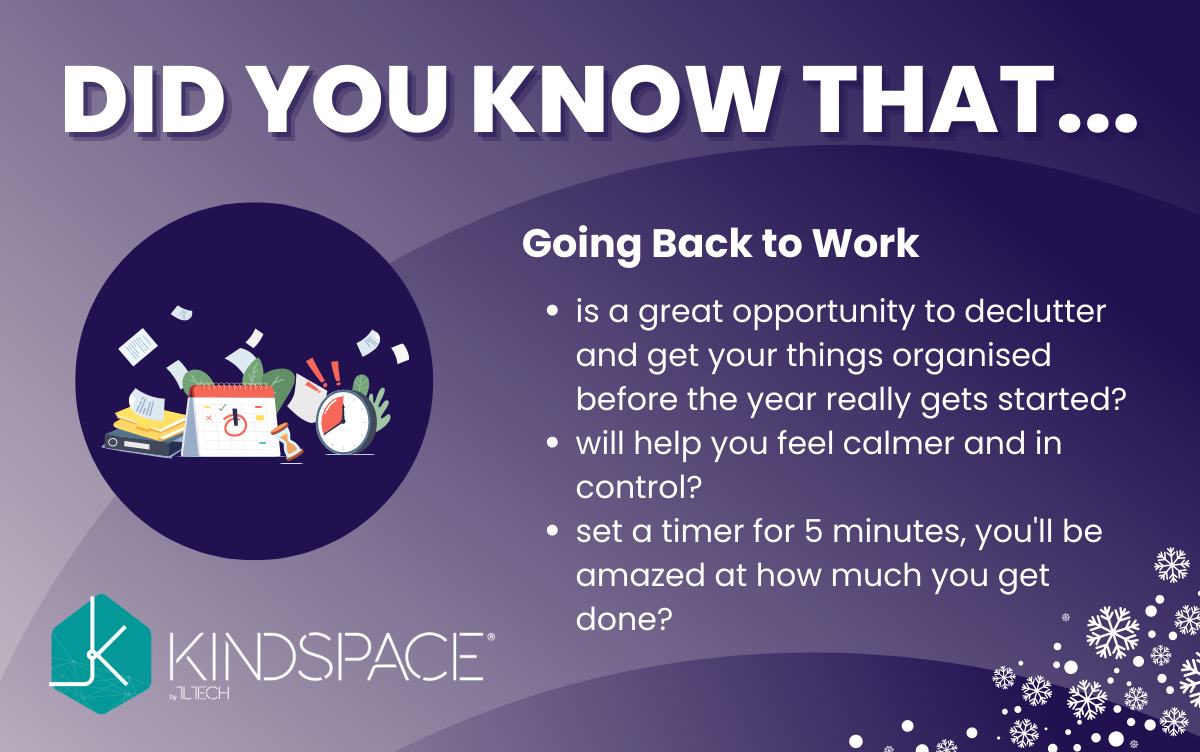 DID YOU KNOW THAT...
Going Back to Work
• is a great opportunity to declutter
and get your things organised
before the year really gets started?
• will help you feel calmer and in
control?
• set a timer for 5 minutes, you'll be
amazed at how much you get
done?
KINDSPACE®
by TLTECH